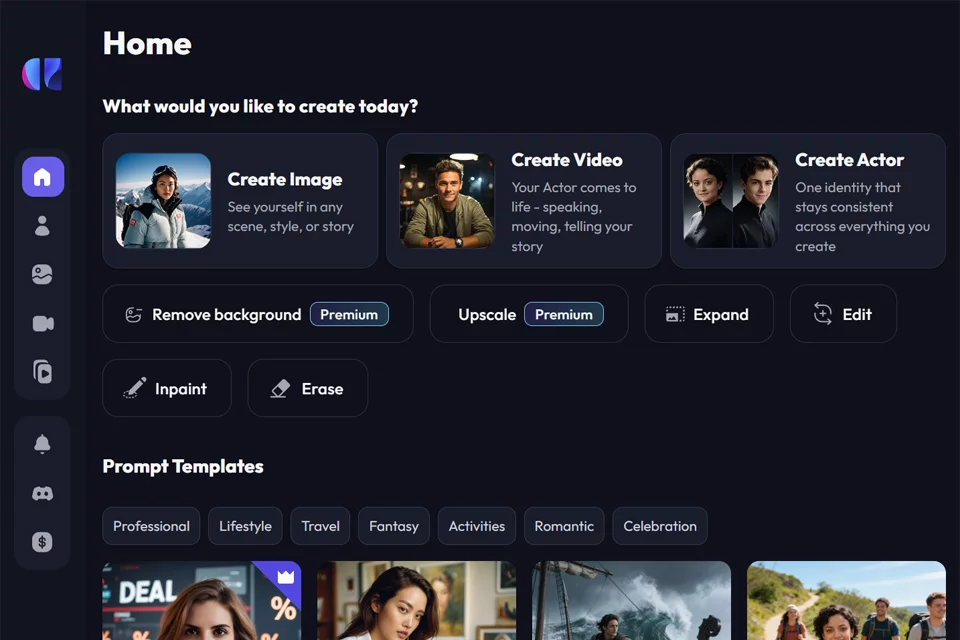 Home
What would you like to create today?
Create Image
See yourself in any
scene, style, or story
Create Video
Your Actor comes to
life - speaking,
moving, telling your
story
Create Actor
One identity that
stays consistent
across everything you
create
Remove background Premium
Upscale Premium
Expand
Edit
Inpaint
Erase
Prompt Templates
Professional
Lifestyle
Travel
Fantasy
Activities
Romantic
Celebration
DEAL
%
%